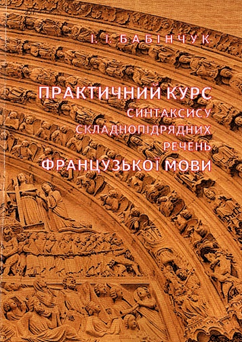 І. І. БАБІНЧУК
ПРАКТИЧНИЙ КУРС
СИНТАКСИСУ
СКЛАДНОПІДРЯДНИХ
РЕЧЕНЬ
ФРАНЦУЗЬКОЇ МОВИ